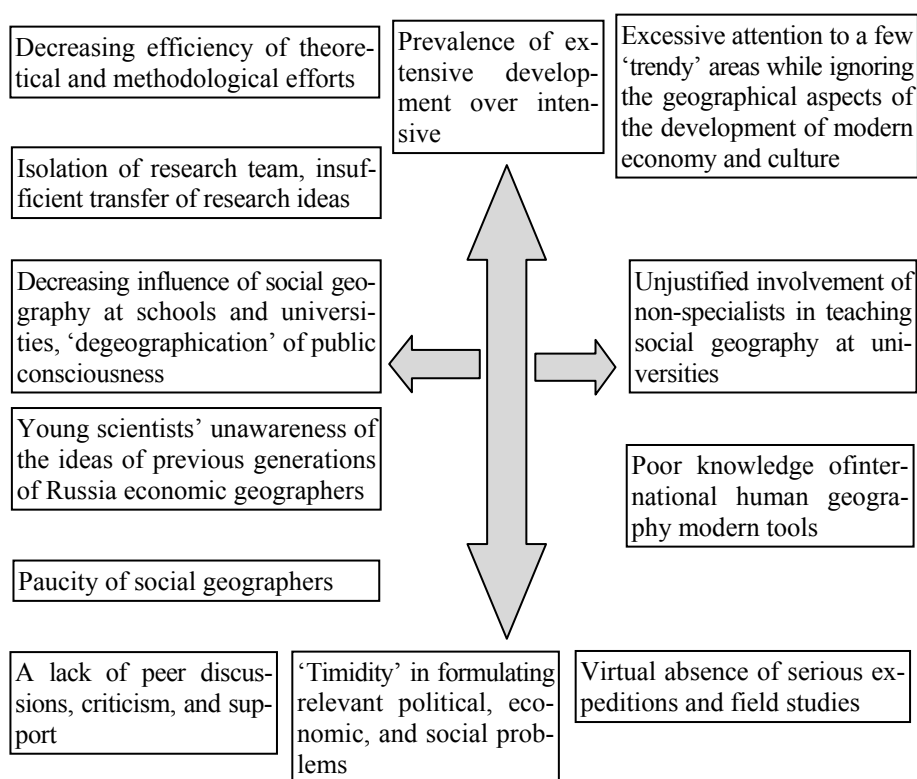 Decreasing efficiency of theore-
tical and methodological efforts
Prevalence of ex-
tensive develop-
ment over inten-
sive
Excessive attention to a few
‘trendy’ areas while ignoring
the geographical aspects of
the development of modern
economy and culture
Isolation of research team, insuf-
ficient transfer of research ideas
Decreasing influence of social geo-
graphy at schools and universi-
ties, ‘degeographication’ of public
consciousness
Unjustified involvement of
non-specialists in teaching
social geography at uni-
versities
Young scientists’ unawareness of
the ideas of previous generations
of Russia economic geographers
Poor knowledge ofinter-
national human geogra-
phy modern tools
Paucity of social geographers
A lack of peer discus-
sions, criticism, and sup-
port
‘Timidity’ in formulating
relevant political, eco-
nomic, and social prob-
lems
Virtual absence of serious ex-
peditions and field studies